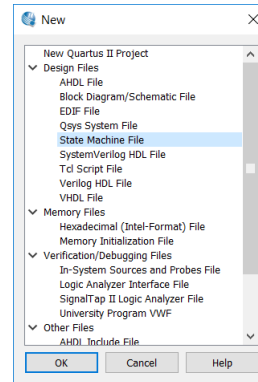 New
New Quartus II Project
Design Files
AHDL File
Block Diagram/Schematic File
EDIF File
Qsys System File
State Machine File
SystemVerilog HDL File
Tcl Script File
Verilog HDL File
VHDL File
Memory Files
Hexadecimal (Intel-Format) File
Memory Initialization File
Verification/Debugging Files
In-System Sources and Probes File
Logic Analyzer Interface File
SignalTap II Logic Analyzer File
University Program VWF
Other Files
AHDL Include File
OK Cancel Help